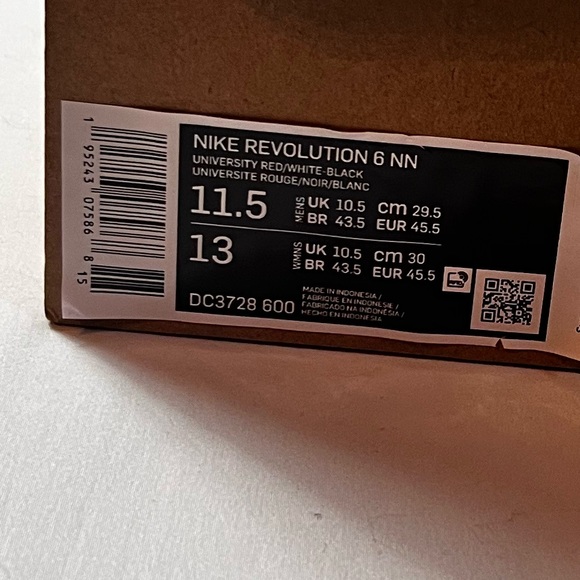 1 95243 07586 8 15
NIKE REVOLUTION 6 NN
UNIVERSITY RED/WHITE-BLACK
UNIVERSITE ROUGE/NOIR/BLANC
11.5 MENS UK 10.5 cm 29.5
BR 43.5 EUR 45.5
13 WMNS UK 10.5 cm 30
BR 43.5 EUR 45.5
DC3728 600
MADE IN INDONESIA /
FABRIQUE EN INDONESIE /
FABRICADO NA INDONÉSIA /
HECHO EN INDONESIA